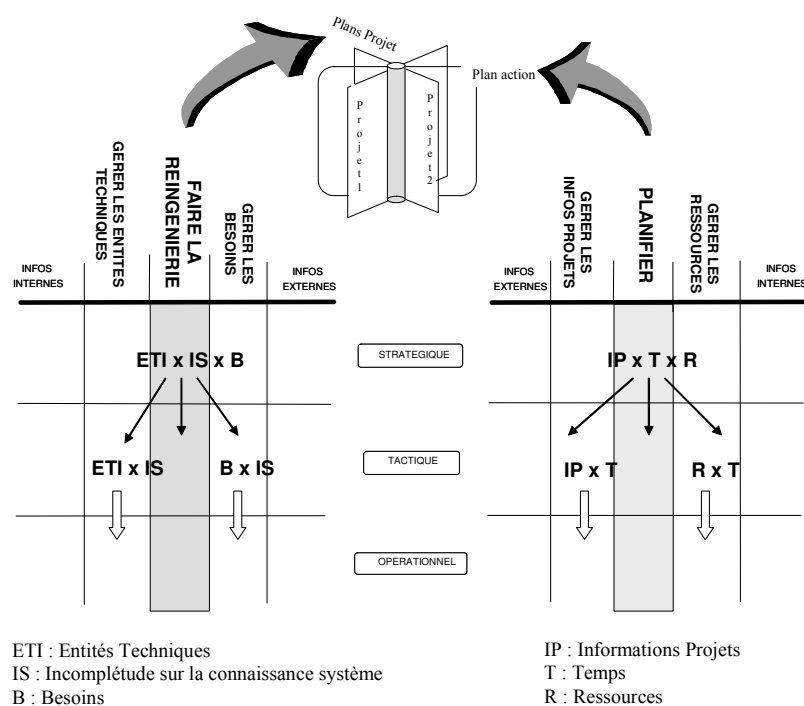 Plans Projet
Plan action
Projet1
Projet2
GERER LES ENTITES
TECHNIQUES
FAIRE LA
REINGENIERIE
GERER LES
BESOINS
INFOS
INTERNES
INFOS
EXTERNES
GERER LES
INFOS PROJETS
PLANIFIER
GERER LES
RESSOURCES
INFOS
EXTERNES
INFOS
INTERNES
ETI x IS x B
STRATEGIQUE
IP x T x R
ETI x IS
B x IS
TACTIQUE
IP x T
R x T
OPERATIONNEL
ETI : Entités Techniques
IS : Incomplétude sur la connaissance système
B : Besoins
IP : Informations Projets
T : Temps
R : Ressources